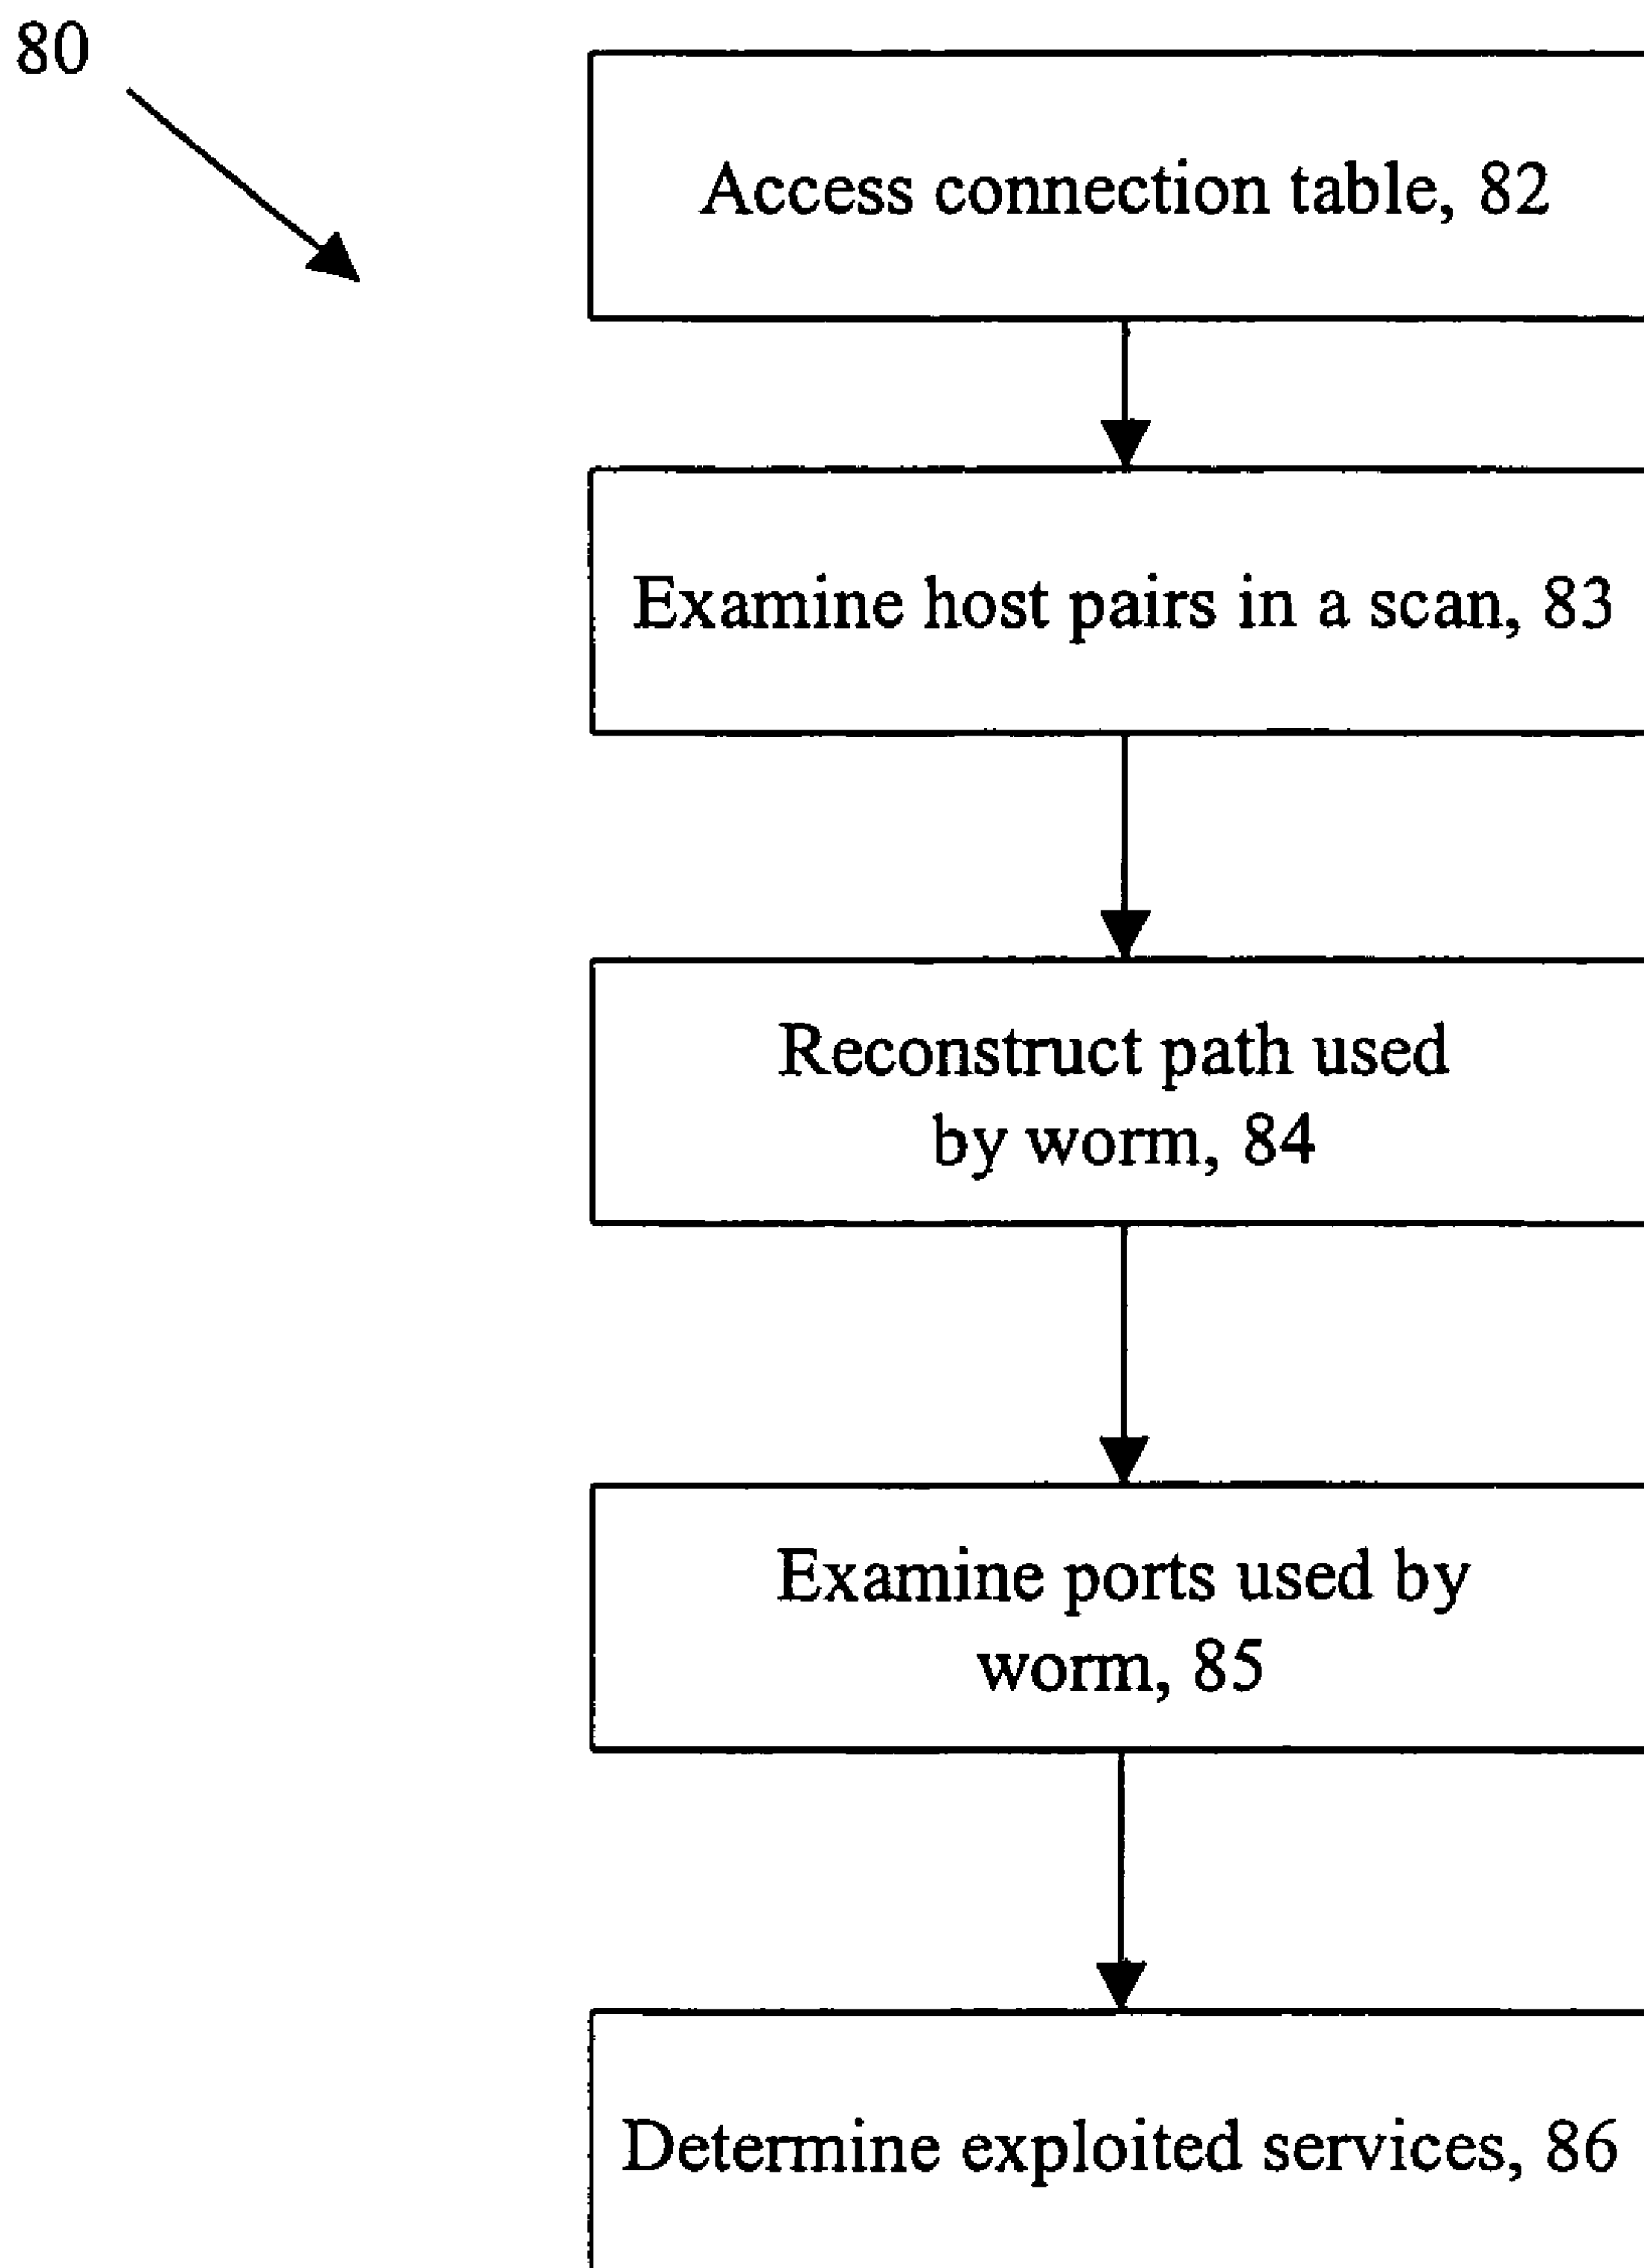 80
Access connection table, 82
Examine host pairs in a scan, 83
Reconstruct path used
by worm, 84
Examine ports used by
worm, 85
Determine exploited services, 86